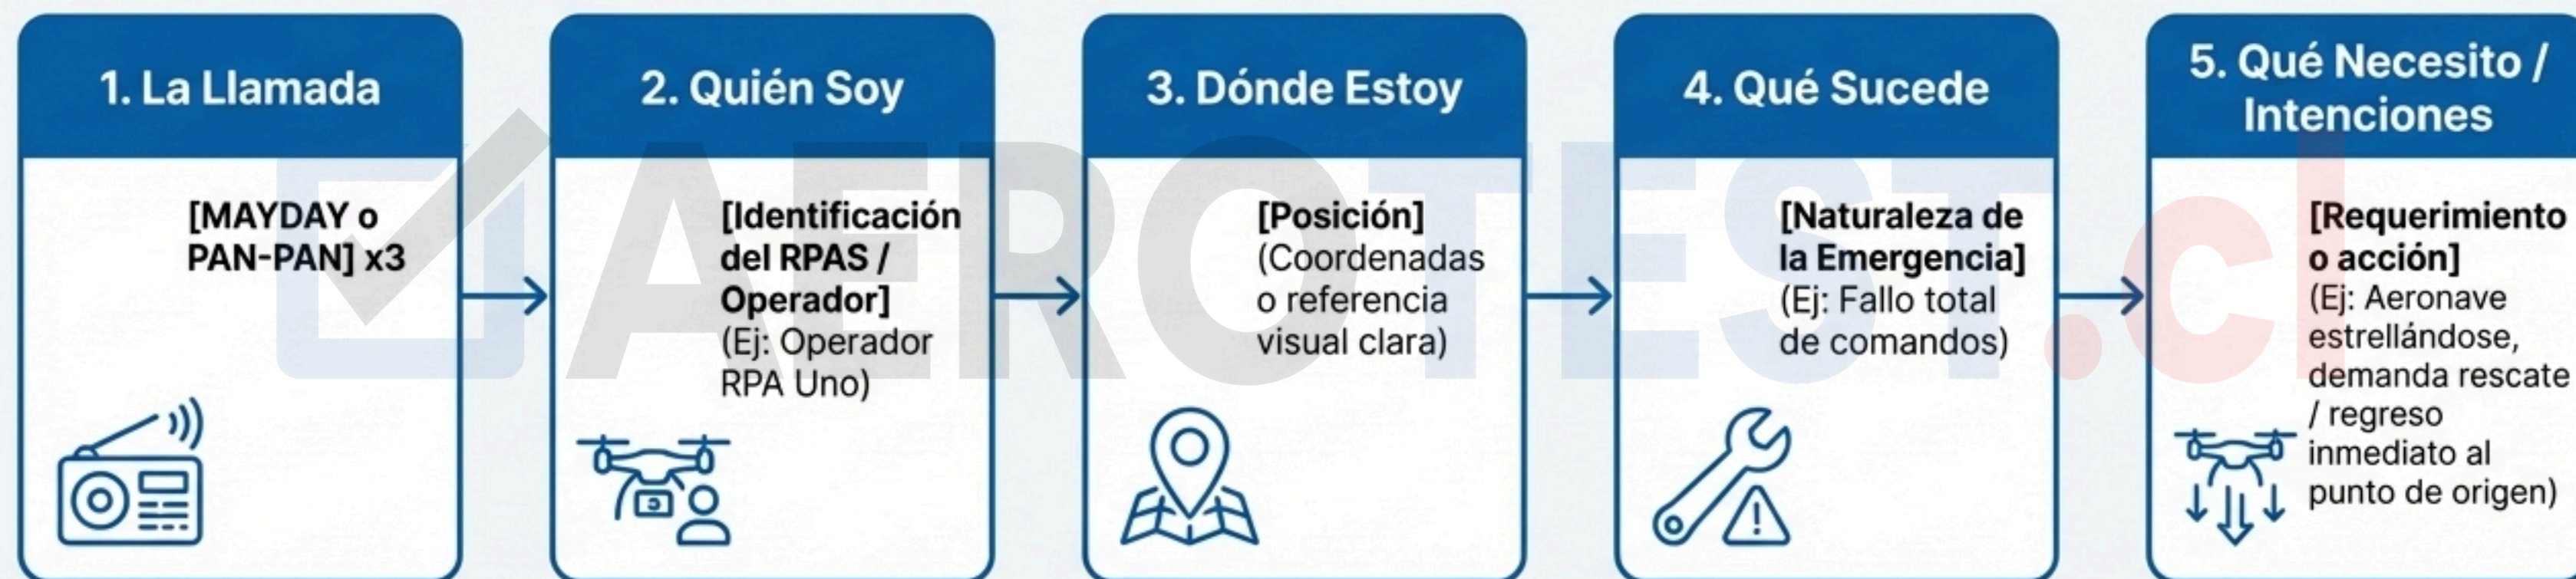 1. La Llamada
[MAYDAY o
PAN-PAN] x3
2. Quién Soy
[Identificación
del RPAS /
Operador]
(Ej: Operador
RPA Uno)
3. Dónde Estoy
[Posición]
(Coordenadas
o referencia
visual clara)
4. Qué Sucede
[Naturaleza de
la Emergencia]
(Ej: Fallo total
de comandos)
5. Qué Necesito /
Intenciones
[Requerimiento
o acción]
(Ej: Aeronave
estrellándose,
demanda rescate
/ regreso
inmediato al
punto de origen)
AEROTEST.cl